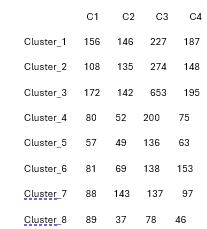 C1 C2 C3 C4
Cluster_1 156 146 227 187
Cluster_2 108 135 274 148
Cluster_3 172 142 653 195
Cluster_4 80 52 200 75
Cluster_5 57 49 136 63
Cluster_6 81 69 138 153
Cluster_7 88 143 137 97
Cluster_8 89 37 78 46